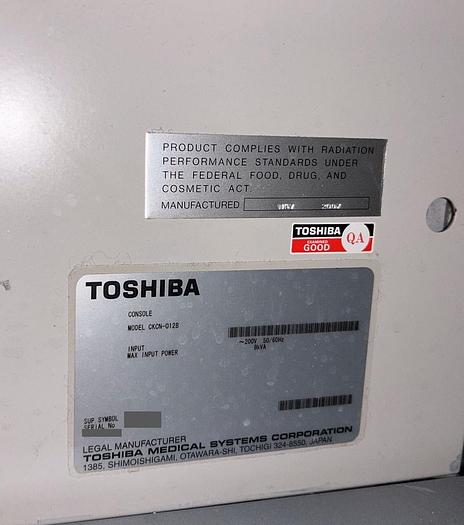 PRODUCT COMPLIES WITH RADIATION
PERFORMANCE STANDARDS UNDER
THE FEDERAL FOOD, DRUG, AND
COSMETIC ACT.
MANUFACTURED
TOSHIBA
EXAMINED
GOOD
QA
TOSHIBA
CONSOLE
MODEL CKCN-012B
INPUT ~200V 50/60Hz
MAX INPUT POWER 8kVA
SUP SYMBOL
SERIAL No
LEGAL MANUFACTURER
TOSHIBA MEDICAL SYSTEMS CORPORATION
1385, SHIMOISHIGAMI, OTAWARA-SHI, TOCHIGI 324-8550, JAPAN